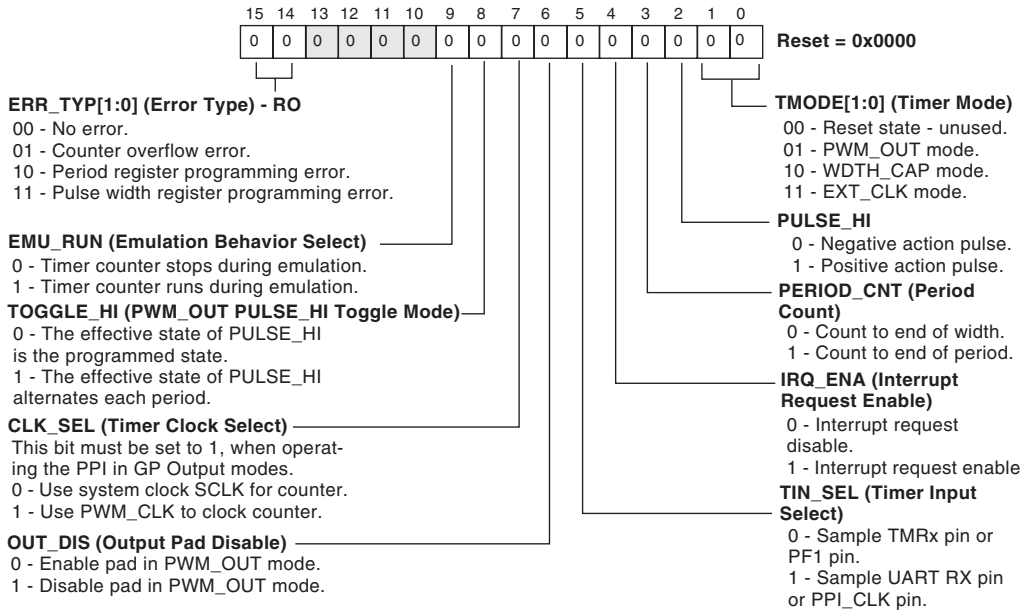 15 14 13 12 11 10 9 8 7 6 5 4 3 2 1 0
0 0 0 0 0 0 0 0 0 0 0 0 0 0 0 0 Reset = 0x0000
ERR_TYP[1:0] (Error Type) - RO
00 - No error.
01 - Counter overflow error.
10 - Period register programming error.
11 - Pulse width register programming error.
EMU_RUN (Emulation Behavior Select)
0 - Timer counter stops during emulation.
1 - Timer counter runs during emulation.
TOGGLE_HI (PWM_OUT PULSE_HI Toggle Mode)
0 - The effective state of PULSE_HI
is the programmed state.
1 - The effective state of PULSE_HI
alternates each period.
CLK_SEL (Timer Clock Select)
This bit must be set to 1, when operat-
ing the PPI in GP Output modes.
0 - Use system clock SCLK for counter.
1 - Use PWM_CLK to clock counter.
OUT_DIS (Output Pad Disable)
0 - Enable pad in PWM_OUT mode.
1 - Disable pad in PWM_OUT mode.
TMODE[1:0] (Timer Mode)
00 - Reset state - unused.
01 - PWM_OUT mode.
10 - WDTH_CAP mode.
11 - EXT_CLK mode.
PULSE_HI
0 - Negative action pulse.
1 - Positive action pulse.
PERIOD_CNT (Period
Count)
0 - Count to end of width.
1 - Count to end of period.
IRQ_ENA (Interrupt
Request Enable)
0 - Interrupt request
disable.
1 - Interrupt request enable
TIN_SEL (Timer Input
Select)
0 - Sample TMRx pin or
PF1 pin.
1 - Sample UART RX pin
or PPI_CLK pin.